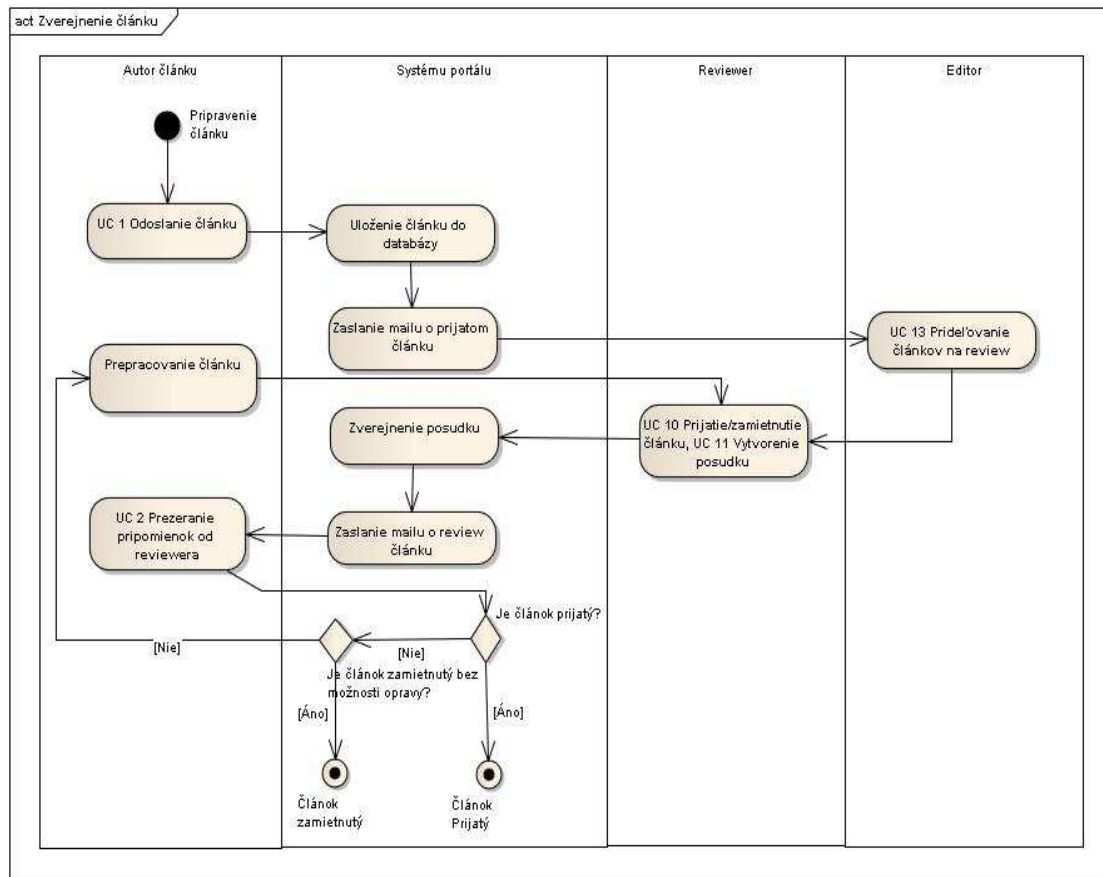 act Zverejnenie článku
Autor článku
Systému portálu
Reviewer
Editor
Pripravenie
článku
UC 1 Odoslanie článku
Uloženie článku do
databázy
Zaslanie mailu o prijatom
článku
UC 13 Prideľovanie
článkov na review
Prepracovanie článku
UC 10 Prijatie/zamietnutie
článku, UC 11 Vytvorenie
posudku
Zverejnenie posudku
UC 2 Prezeranie
pripomienok od
reviewera
Zaslanie mailu o review
článku
Je článok prijatý?
[Nie]
[Nie]
Je článok zamietnutý bez
možnosti opravy?
[Áno]
[Áno]
Článok
zamietnutý
Článok
Prijatý